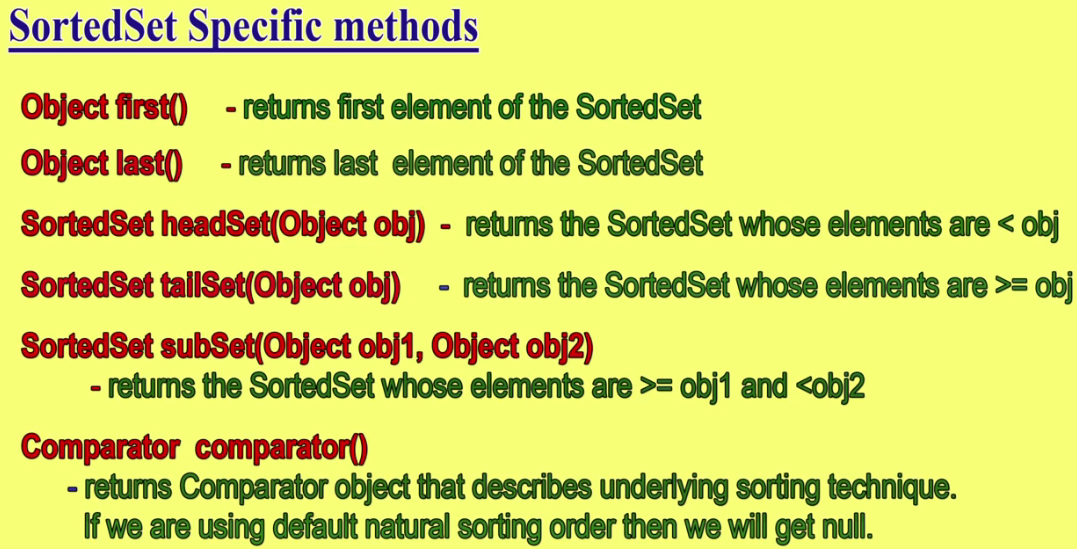 SortedSet Specific methods
Object first() - returns first element of the SortedSet
Object last() - returns last element of the SortedSet
SortedSet headSet(Object obj) - returns the SortedSet whose elements are < obj
SortedSet tailSet(Object obj) - returns the SortedSet whose elements are >= obj
SortedSet subSet(Object obj1, Object obj2)
- returns the SortedSet whose elements are >= obj1 and <obj2
Comparator comparator()
- returns Comparator object that describes underlying sorting technique.
If we are using default natural sorting order then we will get null.